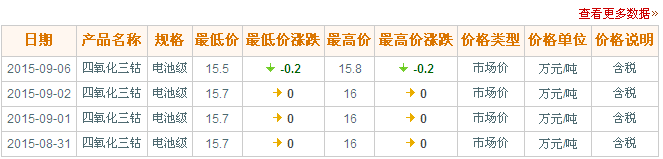 查看更多数据»
日期 产品名称 规格 最低价 最低价涨跌 最高价 最高价涨跌 价格类型 价格单位 价格说明
2015-09-06 四氧化三钴 电池级 15.5 -0.2 15.8 -0.2 市场价 万元/吨 含税
2015-09-02 四氧化三钴 电池级 15.7 0 16 0 市场价 万元/吨 含税
2015-09-01 四氧化三钴 电池级 15.7 0 16 0 市场价 万元/吨 含税
2015-08-31 四氧化三钴 电池级 15.7 0 16 0 市场价 万元/吨 含税